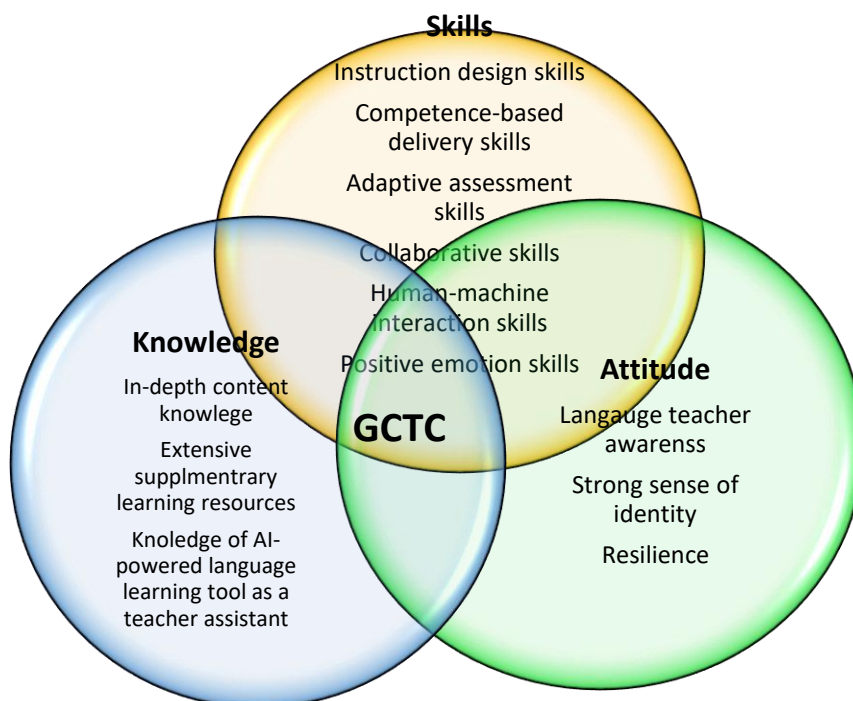 Skills
Instruction design skills
Competence-based
delivery skills
Adaptive assessment
skills
Collaborative skills
Human-machine
interaction skills
Positive emotion skills
Knowledge
In-depth content
knowlege
Extensive
supplmentrary
learning resources
Knoledge of AI-
powered language
learning tool as a
teacher assistant
GCTC
Attitude
Langauge teacher
awarenss
Strong sense of
identity
Resilience